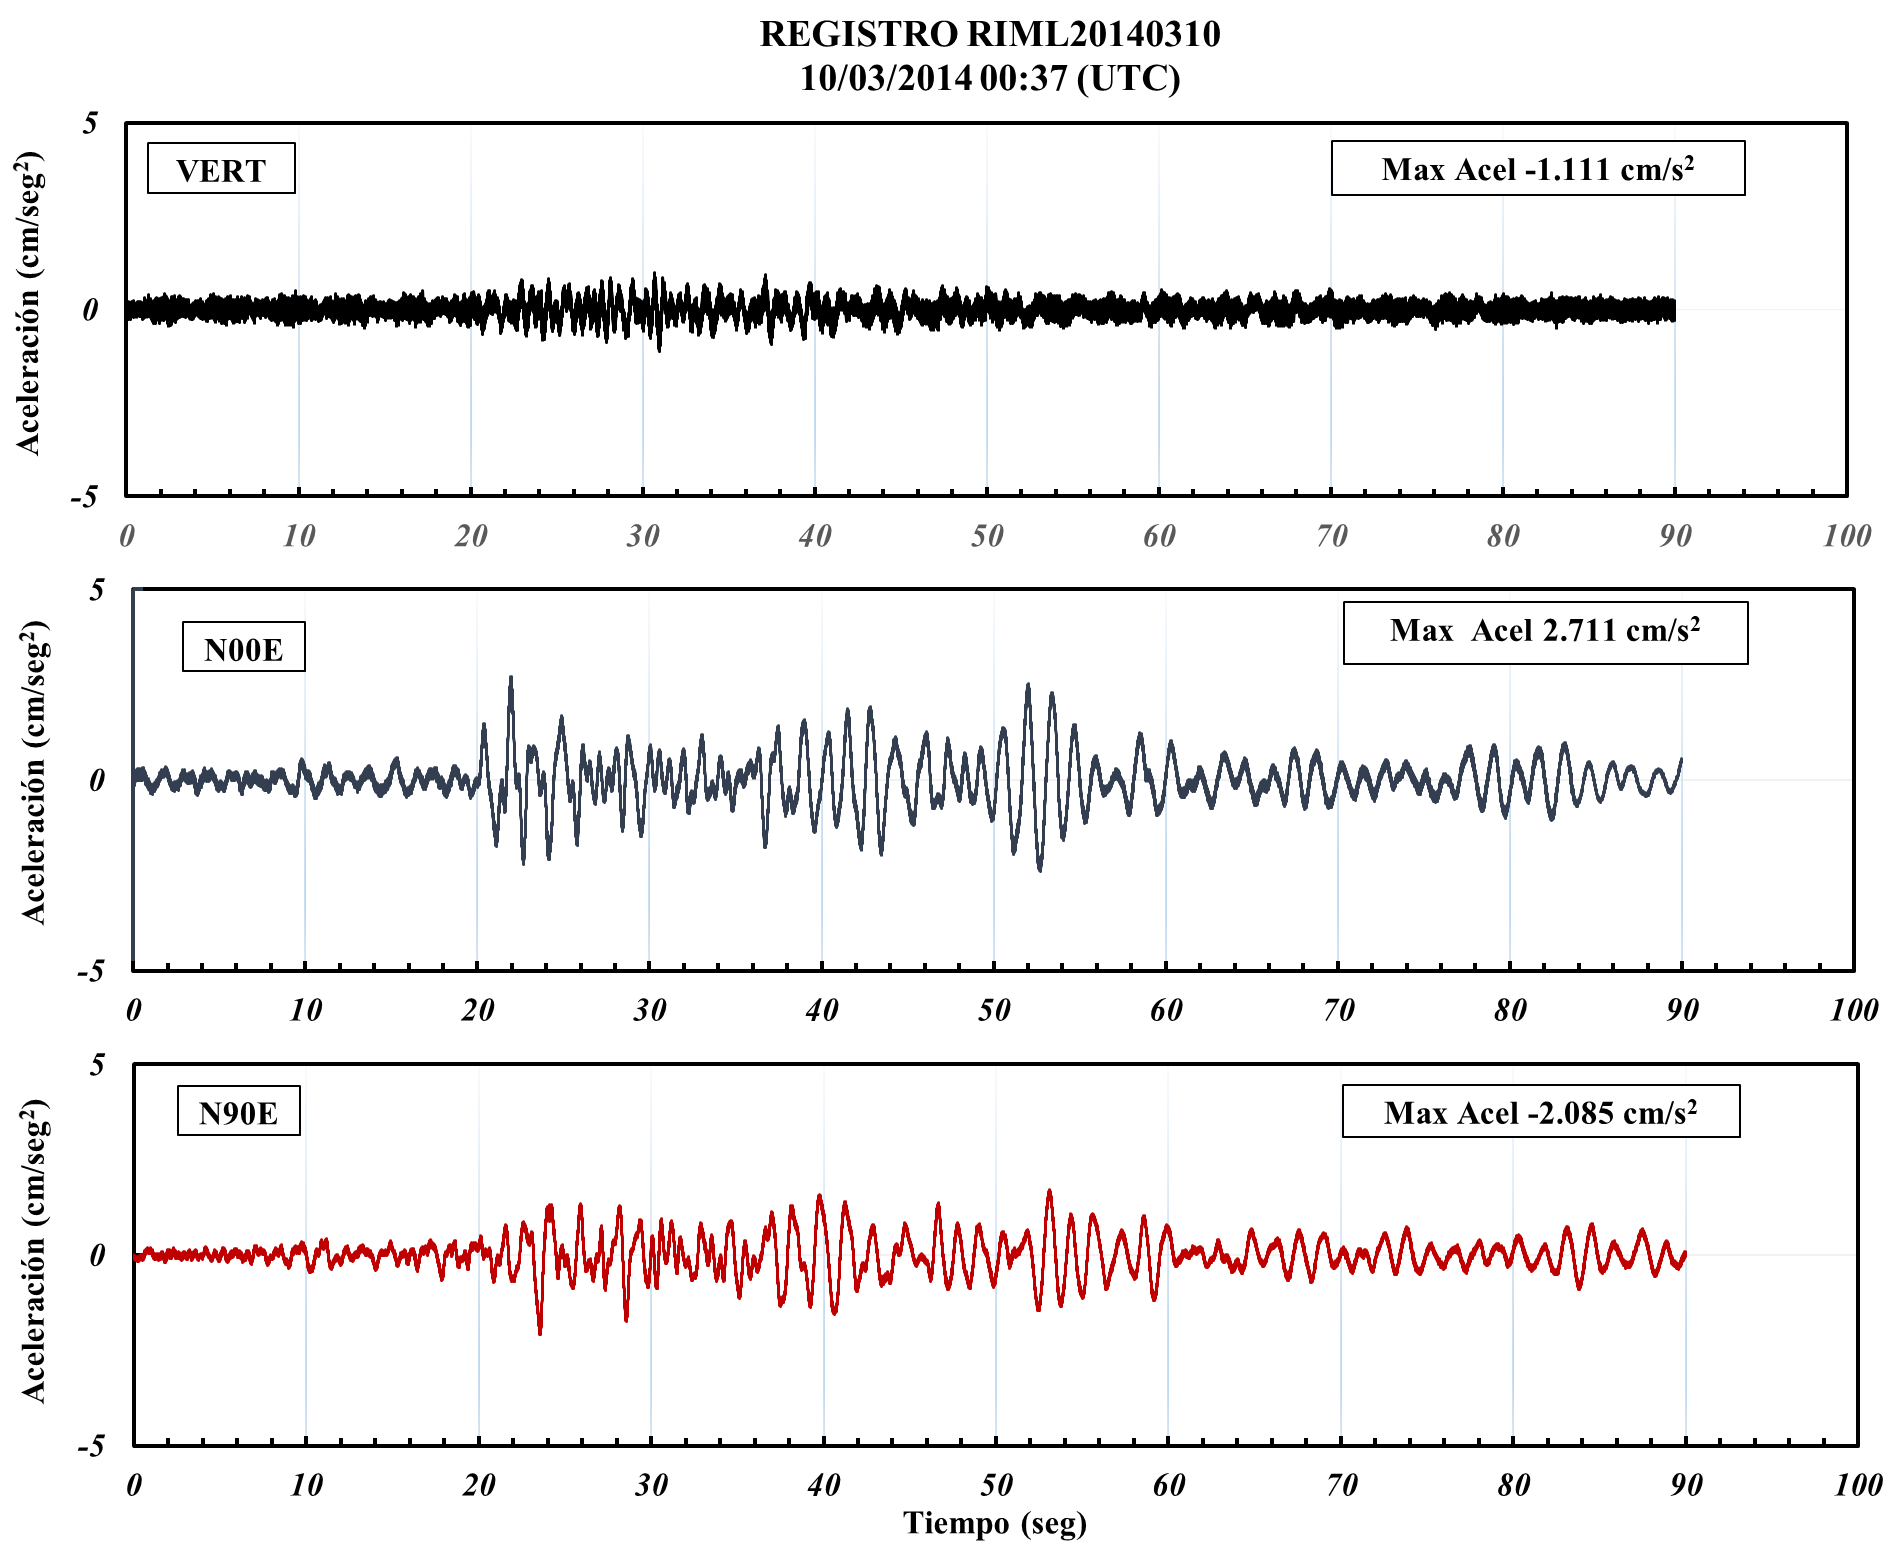 REGISTRO RIML20140310
10/03/2014 00:37 (UTC)
5
VERT
Max Acel -1.111 cm/s²
Aceleración (cm/seg²)
0
-5
0 10 20 30 40 50 60 70 80 90 100
5
N00E
Max Acel 2.711 cm/s²
Aceleración (cm/seg²)
0
-5
0 10 20 30 40 50 60 70 80 90 100
5
N90E
Max Acel -2.085 cm/s²
Aceleración (cm/seg²)
0
-5
0 10 20 30 40 50 60 70 80 90 100
Tiempo (seg)